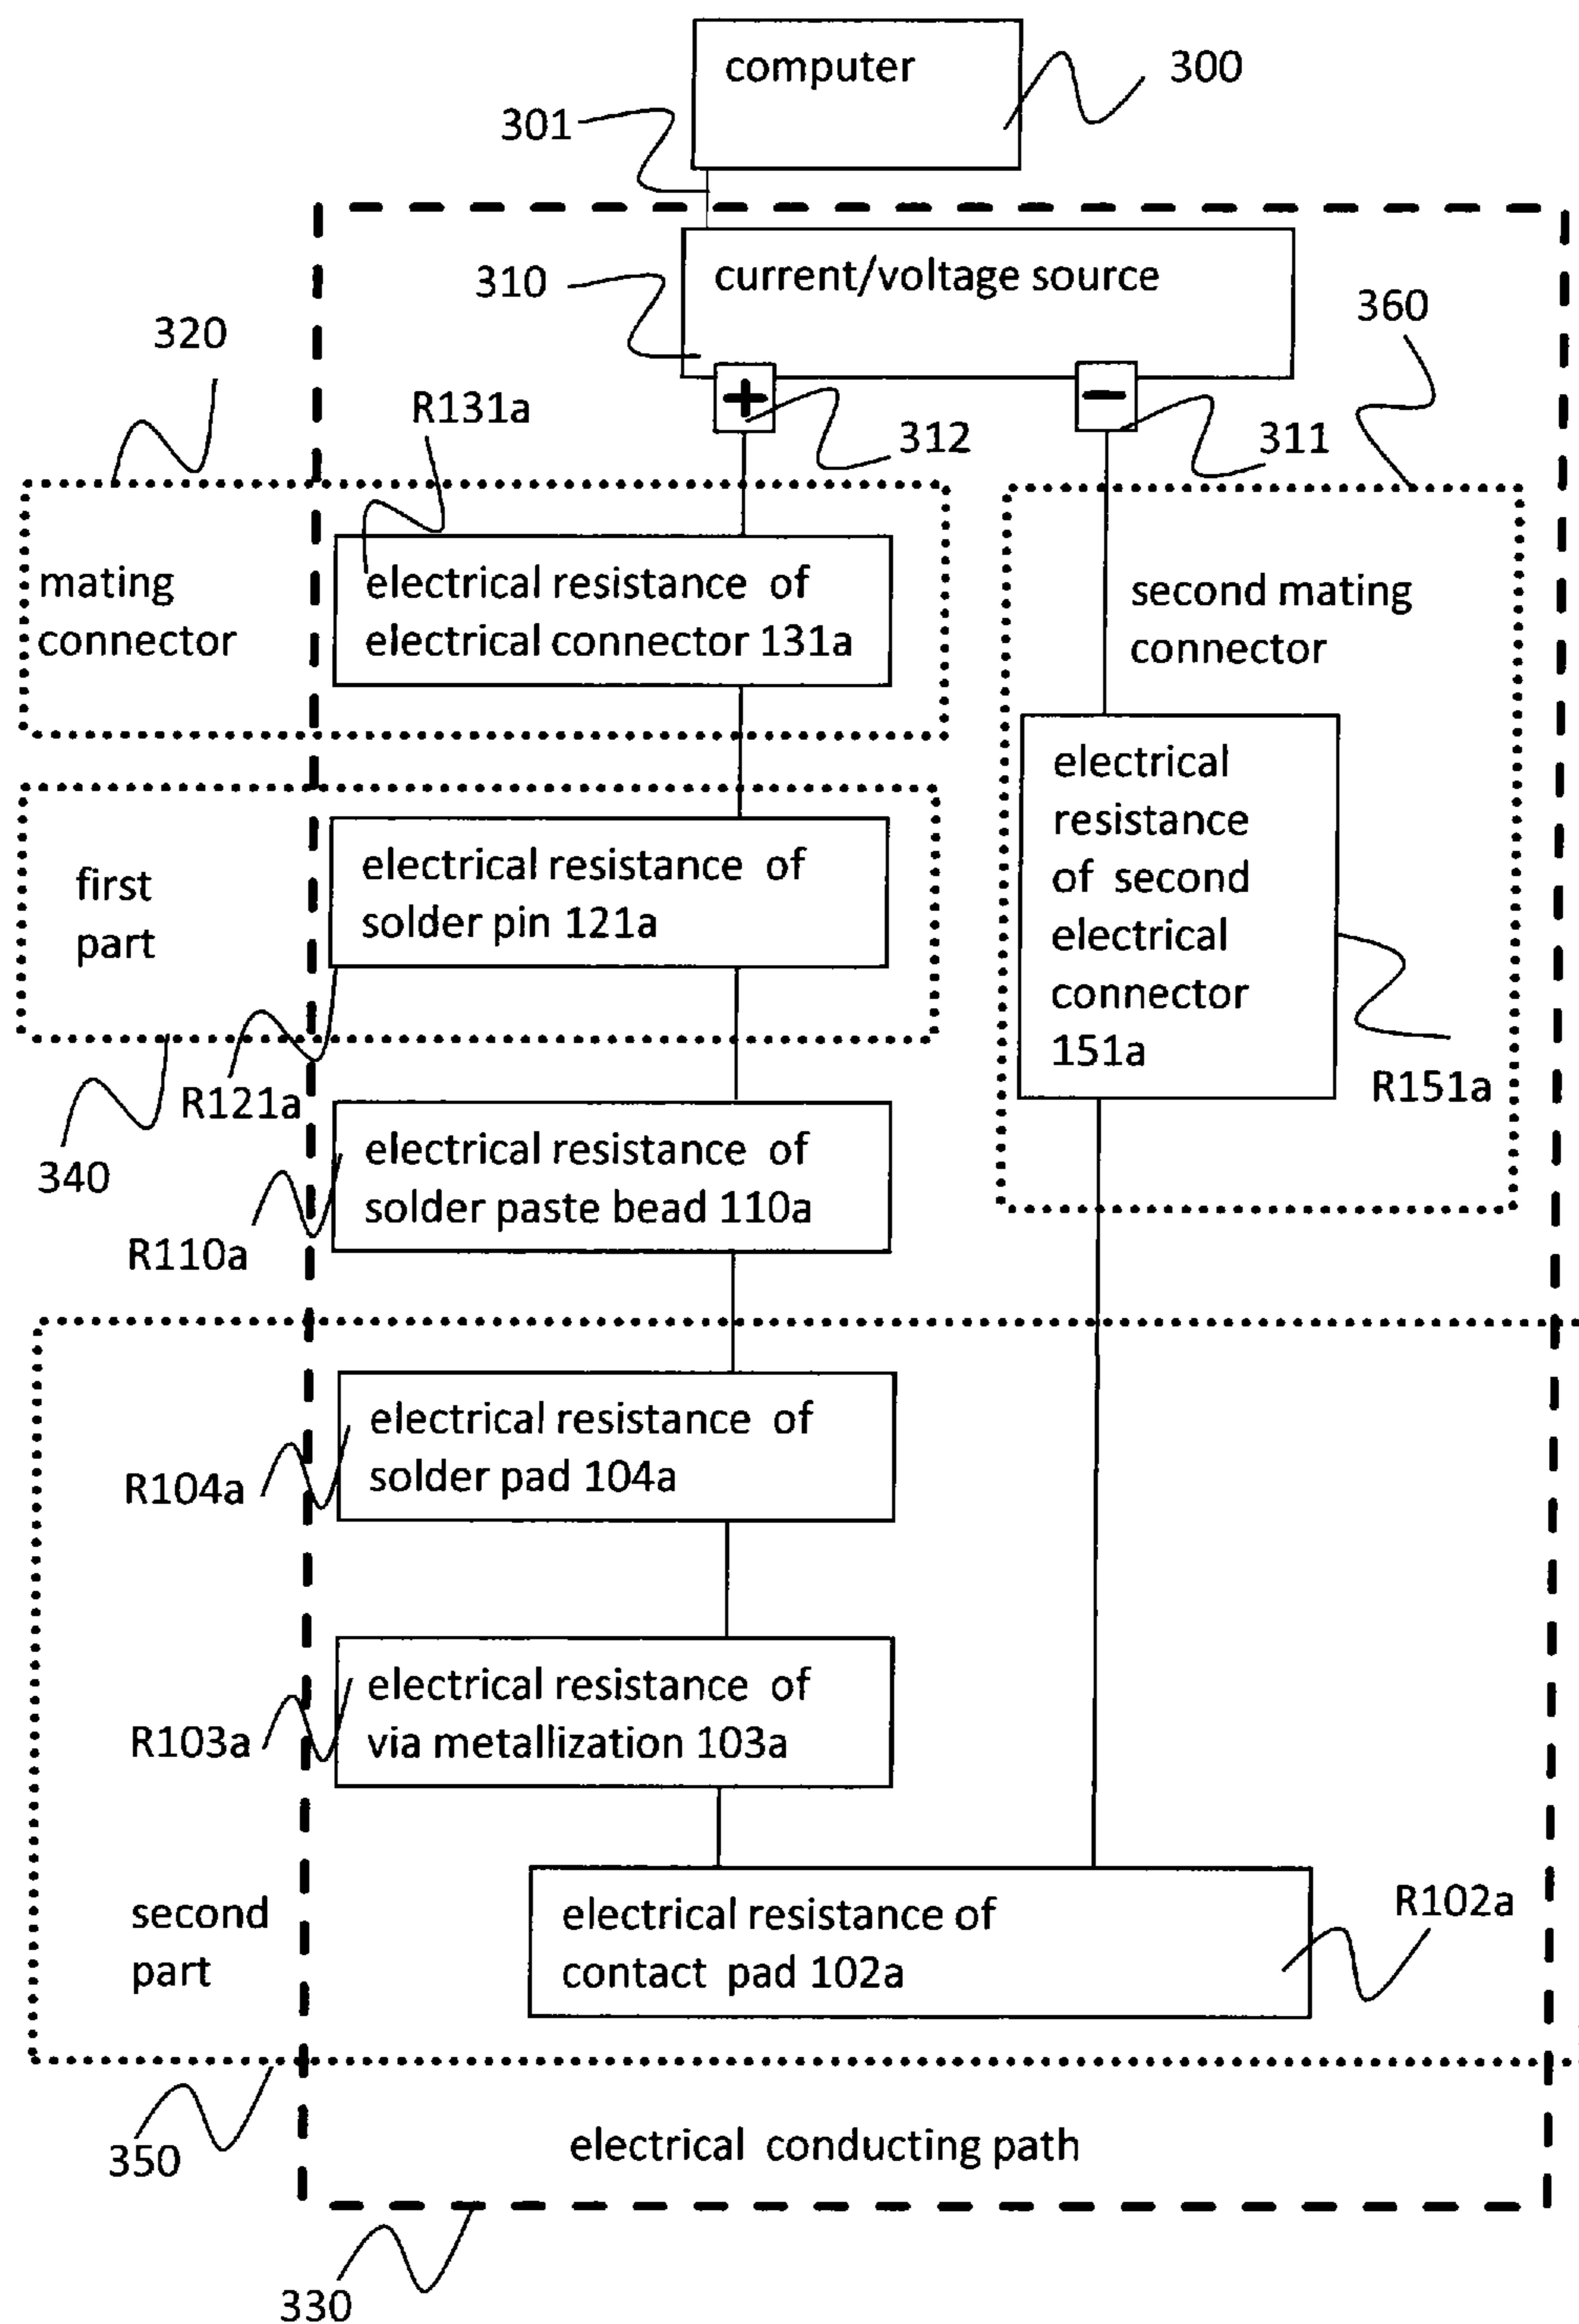 computer
300
301
310
current/voltage source
360
320
+
−
R131a
312
311
mating
connector
electrical resistance of
electrical connector 131a
second mating
connector
electrical
resistance
of second
electrical
connector
151a
first
part
electrical resistance of
solder pin 121a
R151a
R121a
340
electrical resistance of
solder paste bead 110a
R110a
electrical resistance of
solder pad 104a
R104a
electrical resistance of
via metallization 103a
R103a
second
part
electrical resistance of
contact pad 102a
R102a
350
electrical conducting path
330